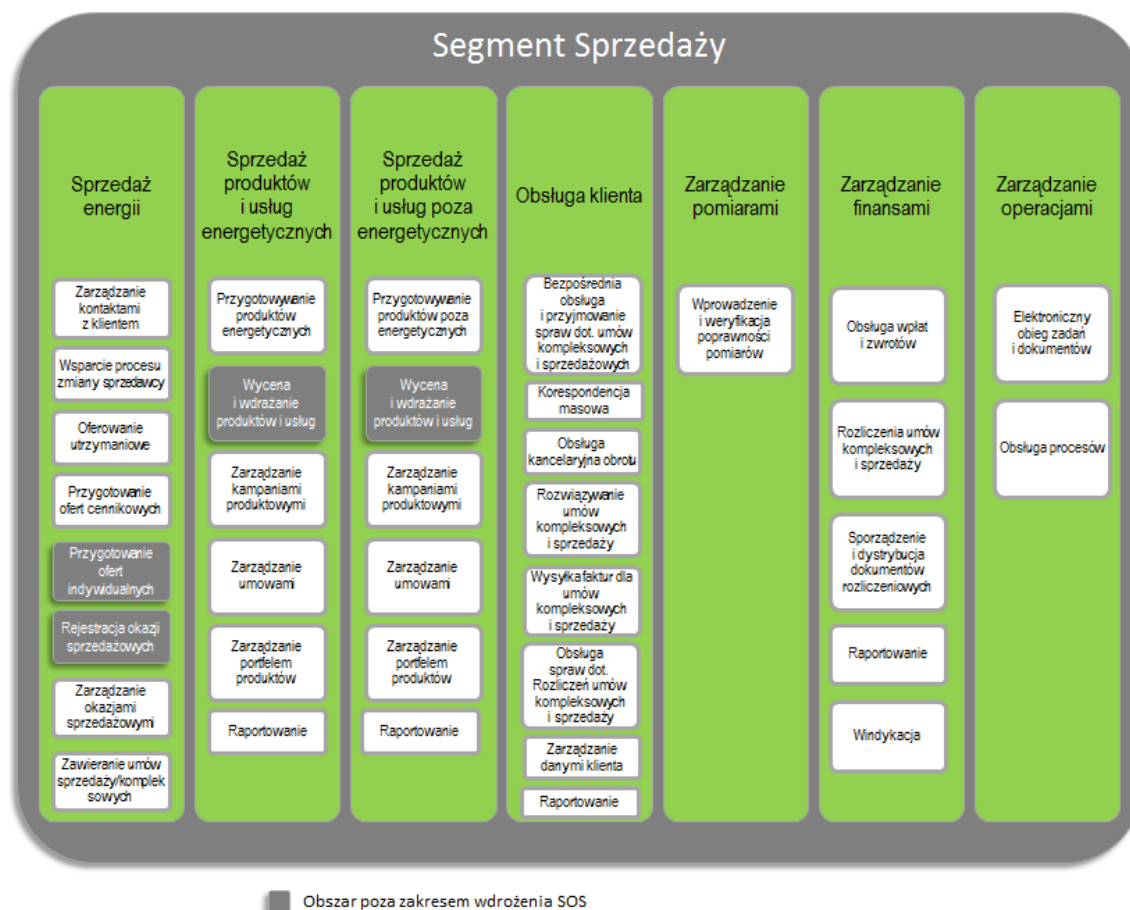 Segment Sprzedaży
Sprzedaż
energii
Zarządzanie
kontaktami
z klientem
Wsparcie procesu
zmiany sprzedawcy
Oferowanie
utrzymaniowe
Przygotowanie
ofert cennikowych
Przygotowanie
ofert
indywidualnych
Rejestracja okazji
sprzedażowych
Zarządzanie
okazjami
sprzedażowymi
Zawieranie umów
sprzedaży/komplek
sowych
Sprzedaż
produktów
i usług
energetycznych
Przygotowywanie
produktów
energetycznych
Wycena
i wdrażanie
produktów i usług
Zarządzanie
kampaniami
produktowymi
Zarządzanie
umowami
Zarządzanie
portfelem
produktów
Raportowanie
Sprzedaż
produktów
i usług poza
energetycznych
Przygotowywanie
produktów poza
energetycznych
Wycena
i wdrażanie
produktów i usług
Zarządzanie
kampaniami
produktowymi
Zarządzanie
umowami
Zarządzanie
portfelem
produktów
Raportowanie
Obsługa klienta
Bezpośrednia
obsługa
i przyjmowanie
spraw dot. umów
kompleksowych
i sprzedażowych
Korespondencja
masowa
Obsługa
kancelaryjna obrotu
Rozwiązywanie
umów
kompleksowych
i sprzedaży
Wysyłka faktur dla
umów
kompleksowych
i sprzedaży
Obsługa
spraw dot.
Rozliczeń umów
kompleksowych
i sprzedaży
Zarządzanie
danymi klienta
Raportowanie
Zarządzanie
pomiarami
Wprowadzenie
i weryfikacja
poprawności
pomiarów
Zarządzanie
finansami
Obsługa wpłat
i zwrotów
Rozliczenia umów
kompleksowych
i sprzedaży
Sporządzenie
i dystrybucja
dokumentów
rozliczeniowych
Raportowanie
Windykacja
Zarządzanie
operacjami
Elektroniczny
obieg zadań
i dokumentów
Obsługa procesów
Obszar poza zakresem wdrożenia SOS